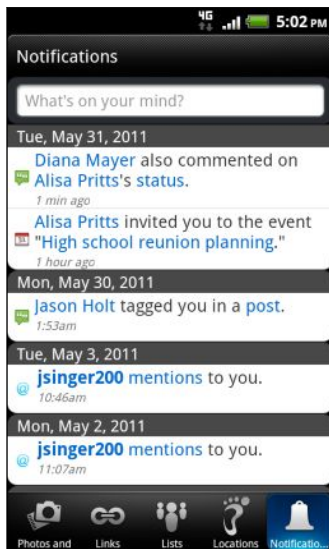 4G 5:02 PM
Notifications
What's on your mind?
Tue, May 31, 2011
Diana Mayer also commented on
Alisa Pritts's status.
1 min ago
Alisa Pritts invited you to the event
"High school reunion planning."
1 hour ago
Mon, May 30, 2011
Jason Holt tagged you in a post.
1:53am
Tue, May 3, 2011
@ jsinger200 mentions to you.
10:46am
Mon, May 2, 2011
@ jsinger200 mentions to you.
11:07am
Photos and Links Lists Locations Notificatio...